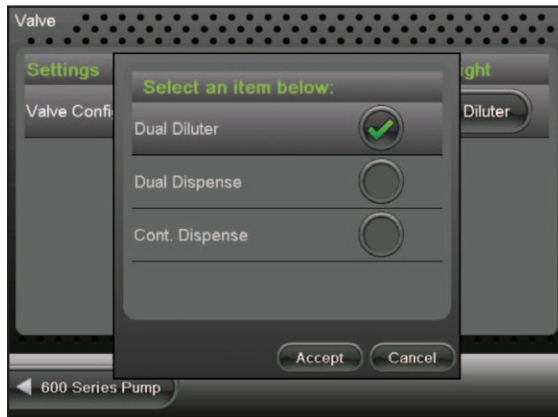 Valve
Settings
Select an item below:
Valve Confi
Diluter
Dual Diluter
Dual Dispense
Cont. Dispense
Accept
Cancel
600 Series Pump